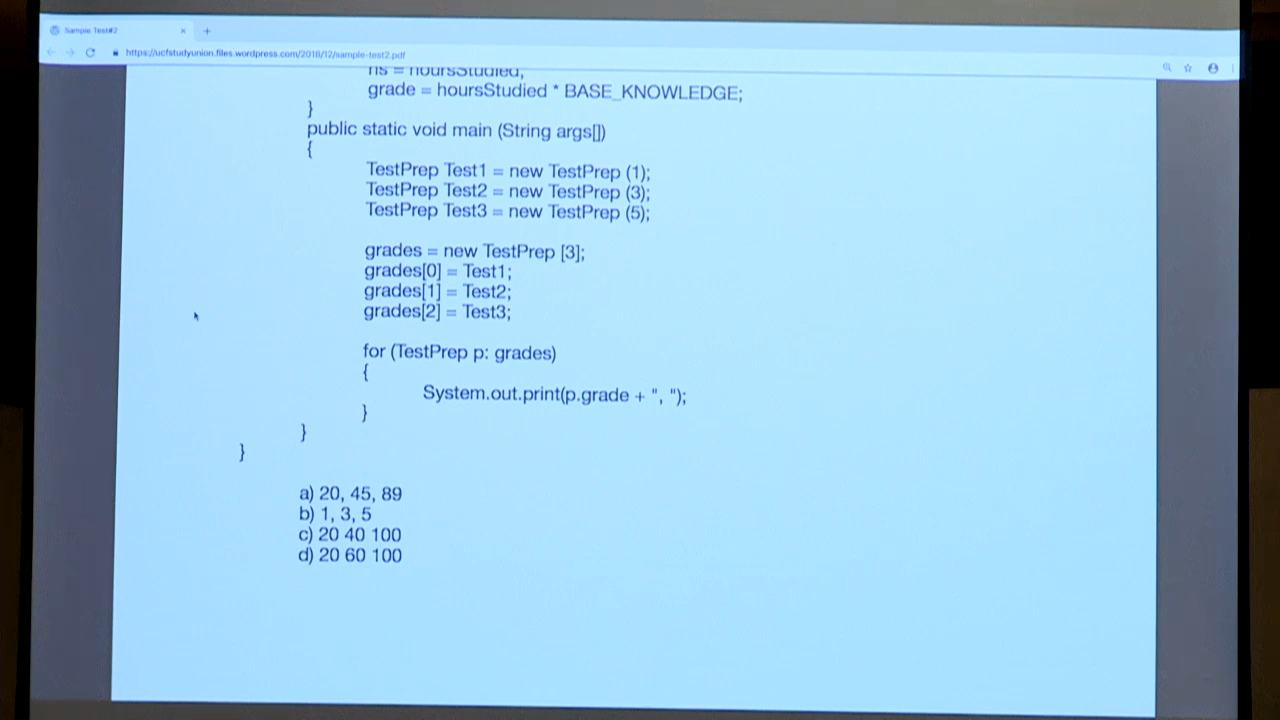 Sample Test#2
https://ucfstudyunion.files.wordpress.com/2018/12/sample-test2.pdf
hs = hoursStudied;
grade = hoursStudied * BASE_KNOWLEDGE;
}
public static void main (String args[])
{
TestPrep Test1 = new TestPrep (1);
TestPrep Test2 = new TestPrep (3);
TestPrep Test3 = new TestPrep (5);
grades = new TestPrep [3];
grades[0] = Test1;
grades[1] = Test2;
grades[2] = Test3;
for (TestPrep p: grades)
{
System.out.print(p.grade + ", ");
}
}
}
a) 20, 45, 89
b) 1, 3, 5
c) 20 40 100
d) 20 60 100